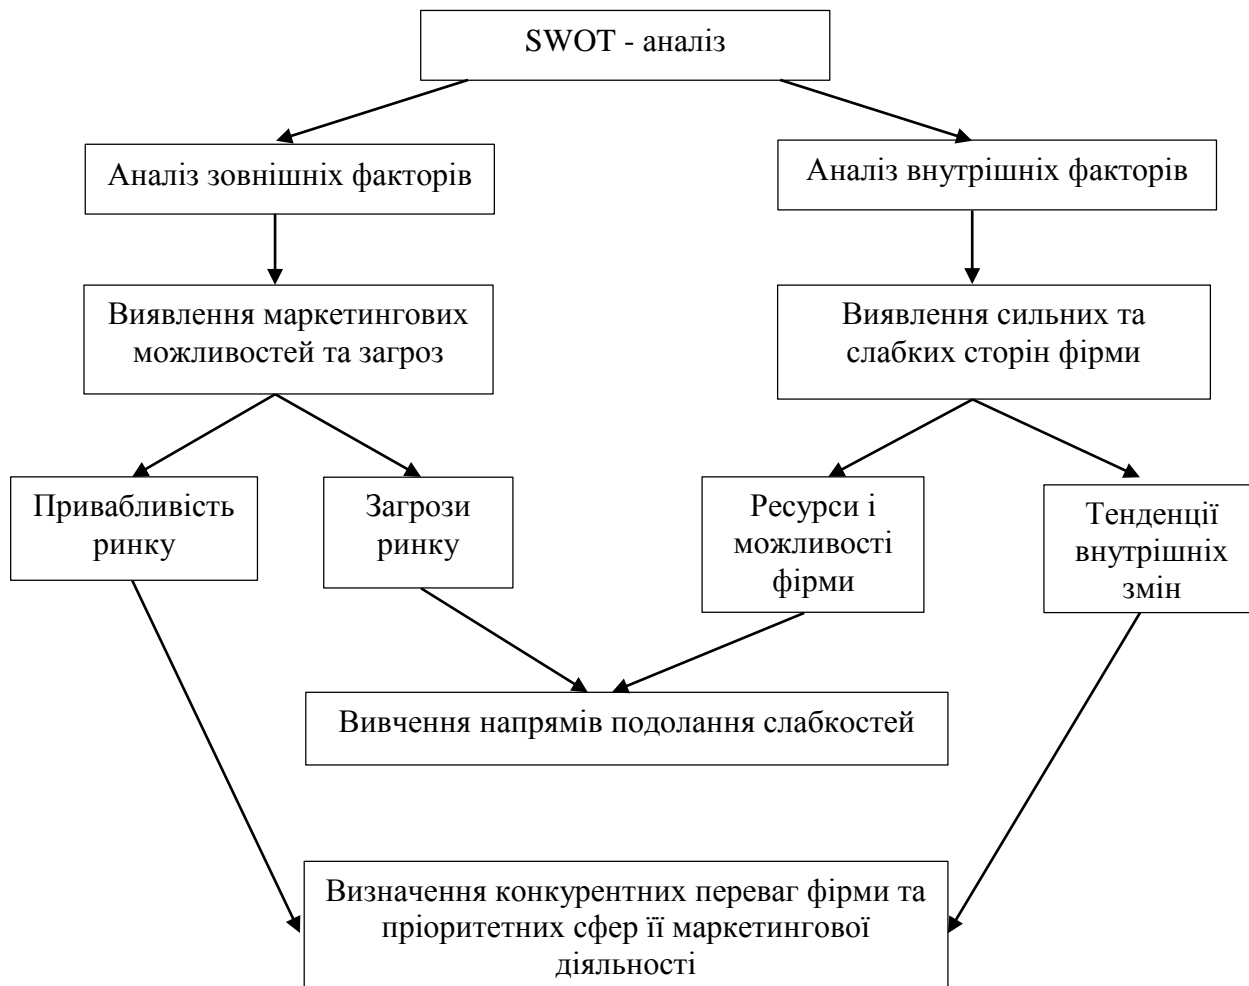 SWOT - аналіз
Аналіз зовнішніх факторів
Аналіз внутрішніх факторів
Виявлення маркетингових
можливостей та загроз
Виявлення сильних та
слабких сторін фірми
Привабливість
ринку
Загрози
ринку
Ресурси і
можливості
фірми
Тенденції
внутрішніх
змін
Вивчення напрямів подолання слабкостей
Визначення конкурентних переваг фірми та
пріоритетних сфер її маркетингової
діяльності